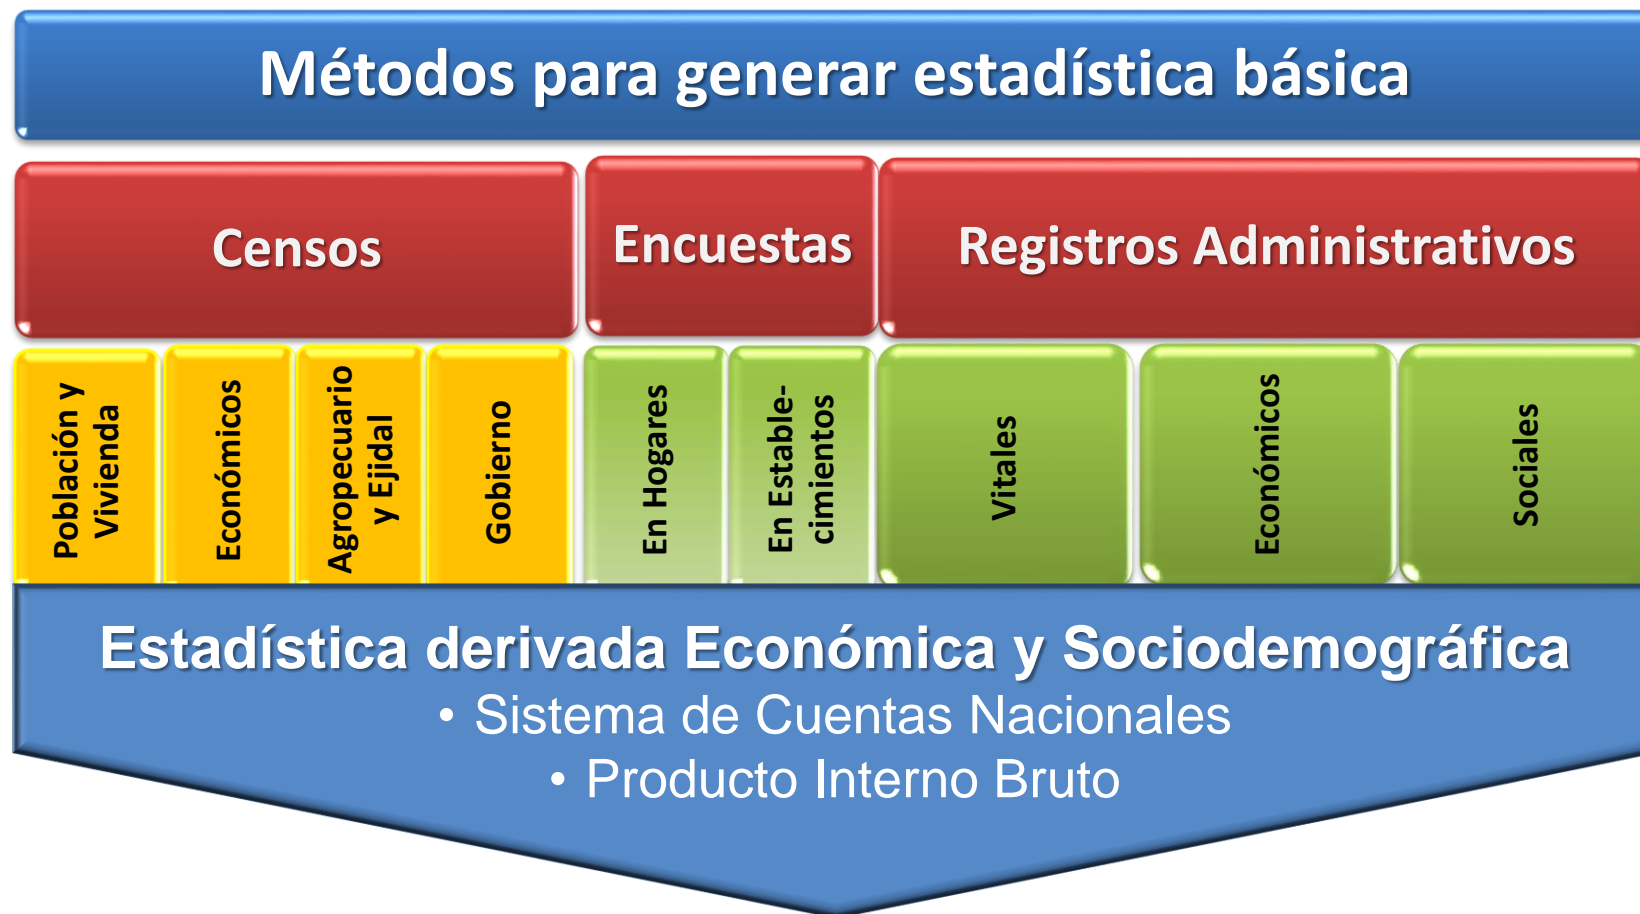 Métodos para generar estadística básica
Censos
Encuestas
Registros Administrativos
Población y
Vivienda
Económicos
Agropecuario
y Ejidal
Gobierno
En Hogares
En Estable-
cimientos
Vitales
Económicos
Sociales
Estadística derivada Económica y Sociodemográfica
• Sistema de Cuentas Nacionales
• Producto Interno Bruto